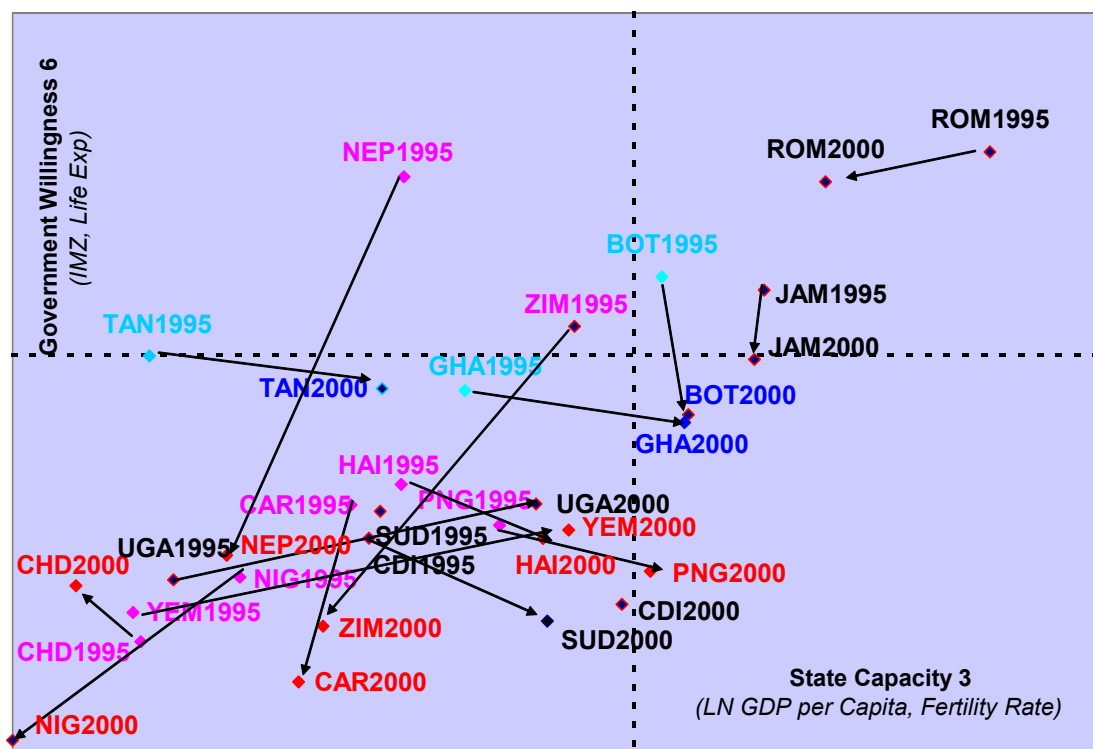 Government Willingness 6
(IMZ, Life Exp)
ROM1995
ROM2000
NEP1995
BOT1995
JAM1995
ZIM1995
TAN1995
JAM2000
GHA1995
TAN2000
BOT2000
GHA2000
HAI1995
CAR1995
PNG1995
UGA2000
YEM2000
SUD1995
UGA1995
NEP2000
CHD2000
CDI1995
HAI2000
PNG2000
NIG1995
YEM1995
CDI2000
ZIM2000
SUD2000
CHD1995
CAR2000
State Capacity 3
(LN GDP per Capita, Fertility Rate)
NIG2000